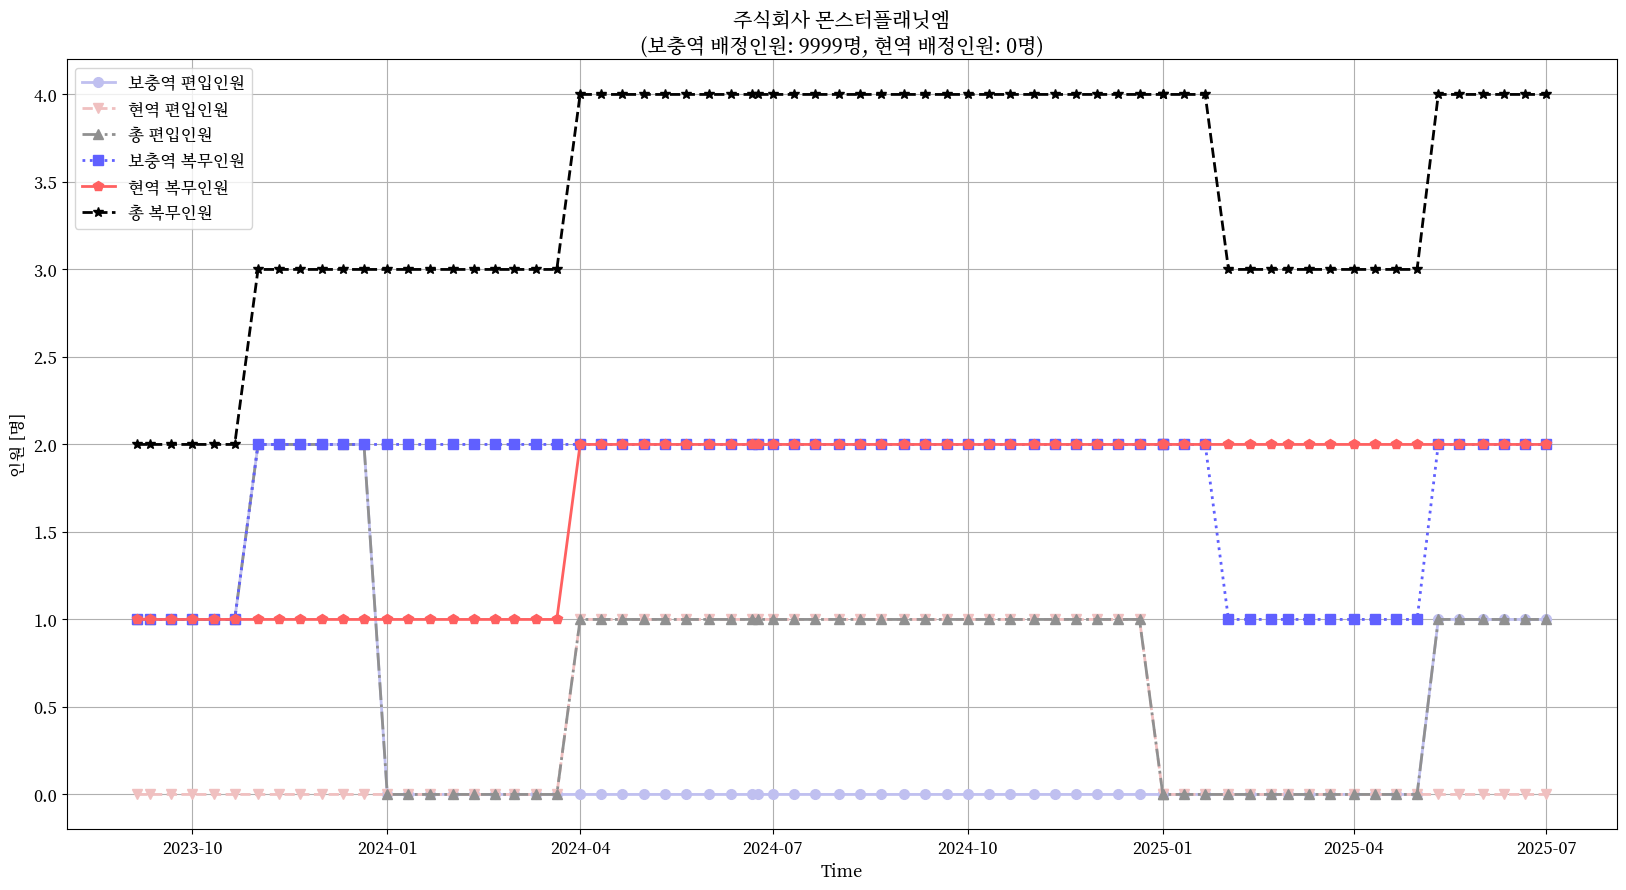 주식회사 몬스터플래닛엠
(보충역 배정인원: 9999명, 현역 배정인원: 0명)
보충역 편입인원
현역 편입인원
총 편입인원
보충역 복무인원
현역 복무인원
총 복무인원
4.0
3.5
3.0
2.5
2.0
1.5
1.0
0.5
0.0
인원 [명]
2023-10
2024-01
2024-04
2024-07
2024-10
2025-01
2025-04
2025-07
Time